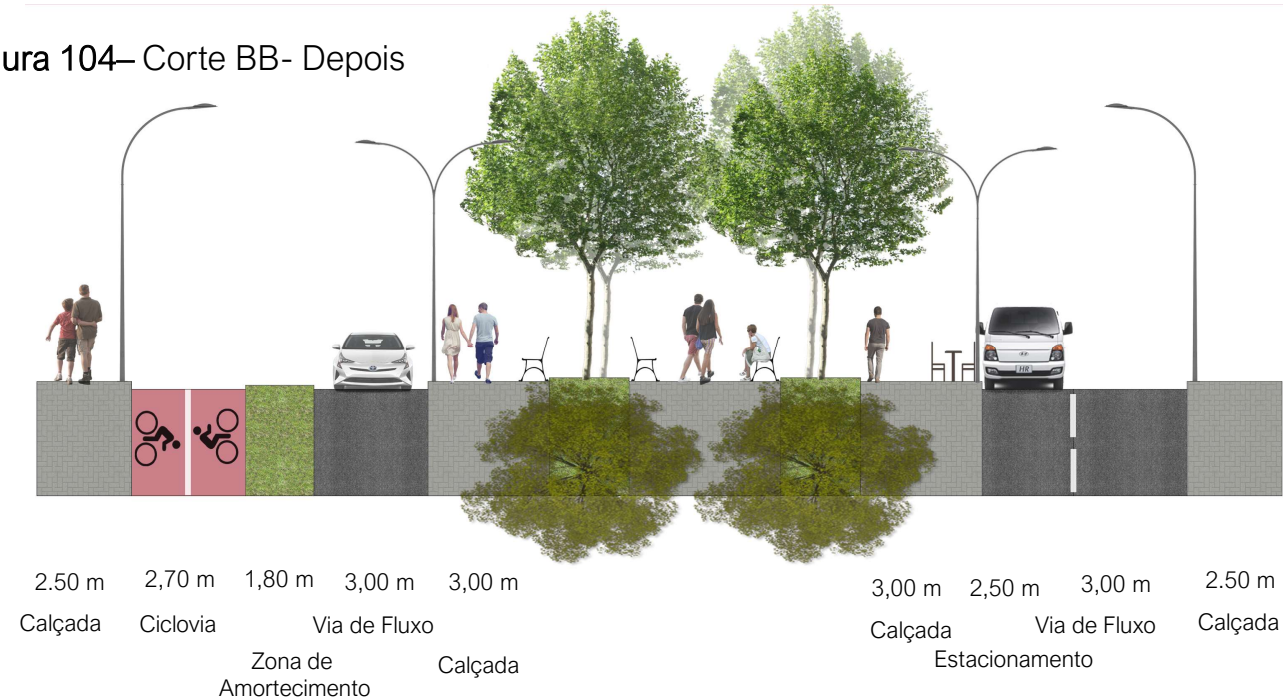 ura 104– Corte BB- Depois
HR
2.50 m 2,70 m 1,80 m 3,00 m 3,00 m 3,00 m 2,50 m 3,00 m 2.50 m
Calçada Ciclovia Via de Fluxo Calçada Via de Fluxo Calçada
Zona de Calçada Estacionamento
Amortecimento